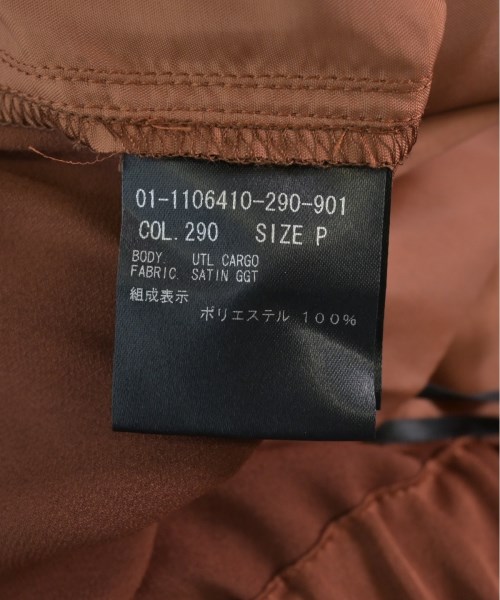 01-1106410-290-901
COL.290 SIZE P
BODY. UTL CARGO
FABRIC. SATIN GGT
組成表示
ポリエステル 100%